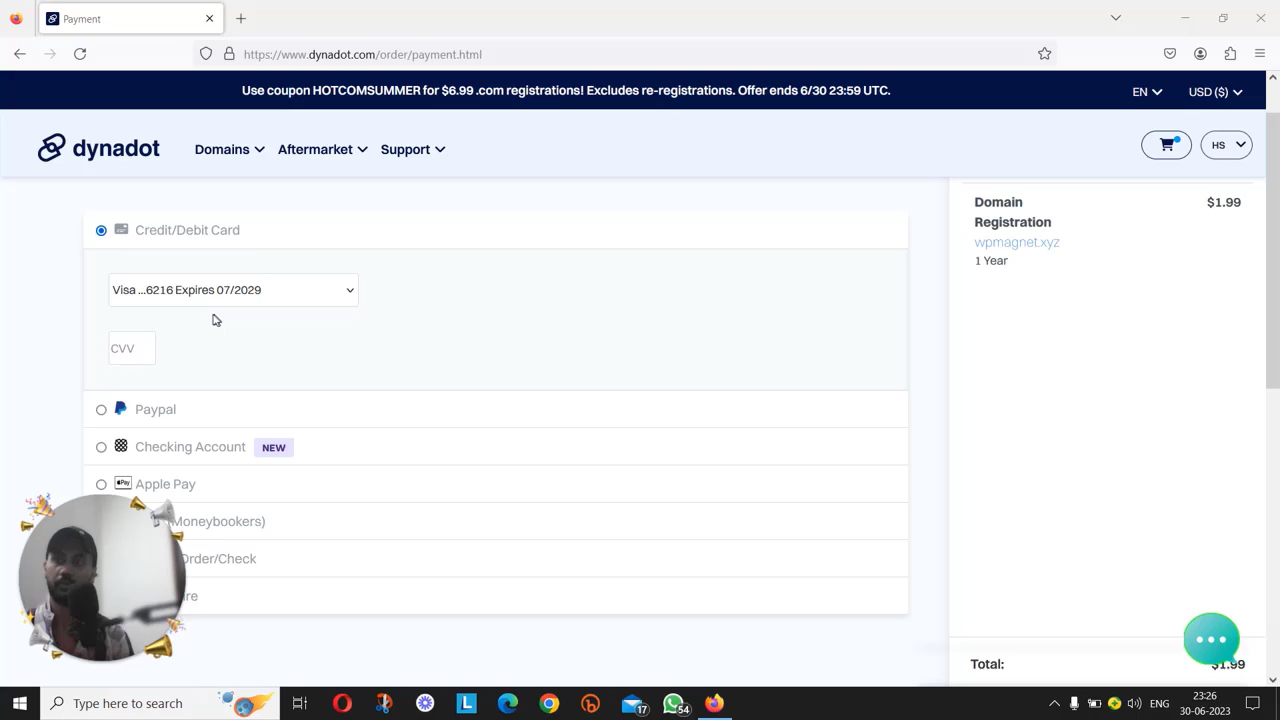 Payment
https://www.dynadot.com/order/payment.html
Use coupon HOTCOMSUMMER for $6.99 .com registrations! Excludes re-registrations. Offer ends 6/30 23:59 UTC.
EN
USD ($)
dynadot
Domains
Aftermarket
Support
HS
Credit/Debit Card
Visa ...6216 Expires 07/2029
CVV
Paypal
Checking Account
NEW
Pay
Apple Pay
(Moneybookers)
Order/Check
Domain
$1.99
Registration
wpmagnet.xyz
1 Year
Total:
$1.99
Type here to search
L
17
54
ENG
23:26
30-06-2023